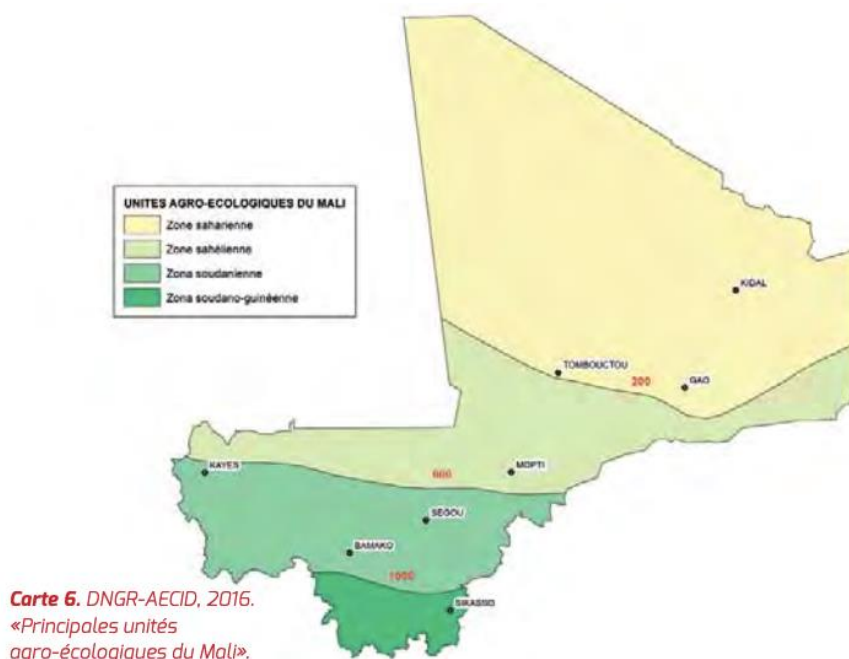 UNITES AGRO-ECOLOGIQUES DU MALI
Zone saharienne
Zone sahélienne
Zona soudanienne
Zona soudano-guinéenne
KIDAL
TOMBOUCTOU
200
GAO
KAYES
600
MOPTI
SEGOU
BAMAKO
1000
SIKASSO
Carte 6. DNGR-AECID, 2016.
«Principales unités
agro-écologiques du Mali».